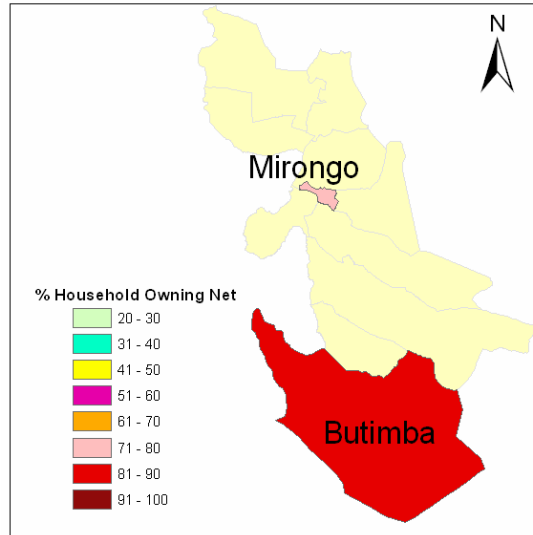 N
Mirongo
% Household Owning Net
20 - 30
31 - 40
41 - 50
51 - 60
61 - 70
71 - 80
81 - 90
91 - 100
Butimba